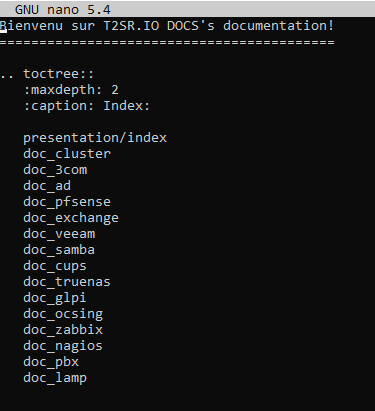 GNU nano 5.4
Bienvenu sur T2SR.IO DOCS's documentation!
==========================================
.. toctree::
:maxdepth: 2
:caption: Index:
presentation/index
doc_cluster
doc_3com
doc_ad
doc_pfsense
doc_exchange
doc_veeam
doc_samba
doc_cups
doc_truenas
doc_glpi
doc_ocsing
doc_zabbix
doc_nagios
doc_pbx
doc_lamp